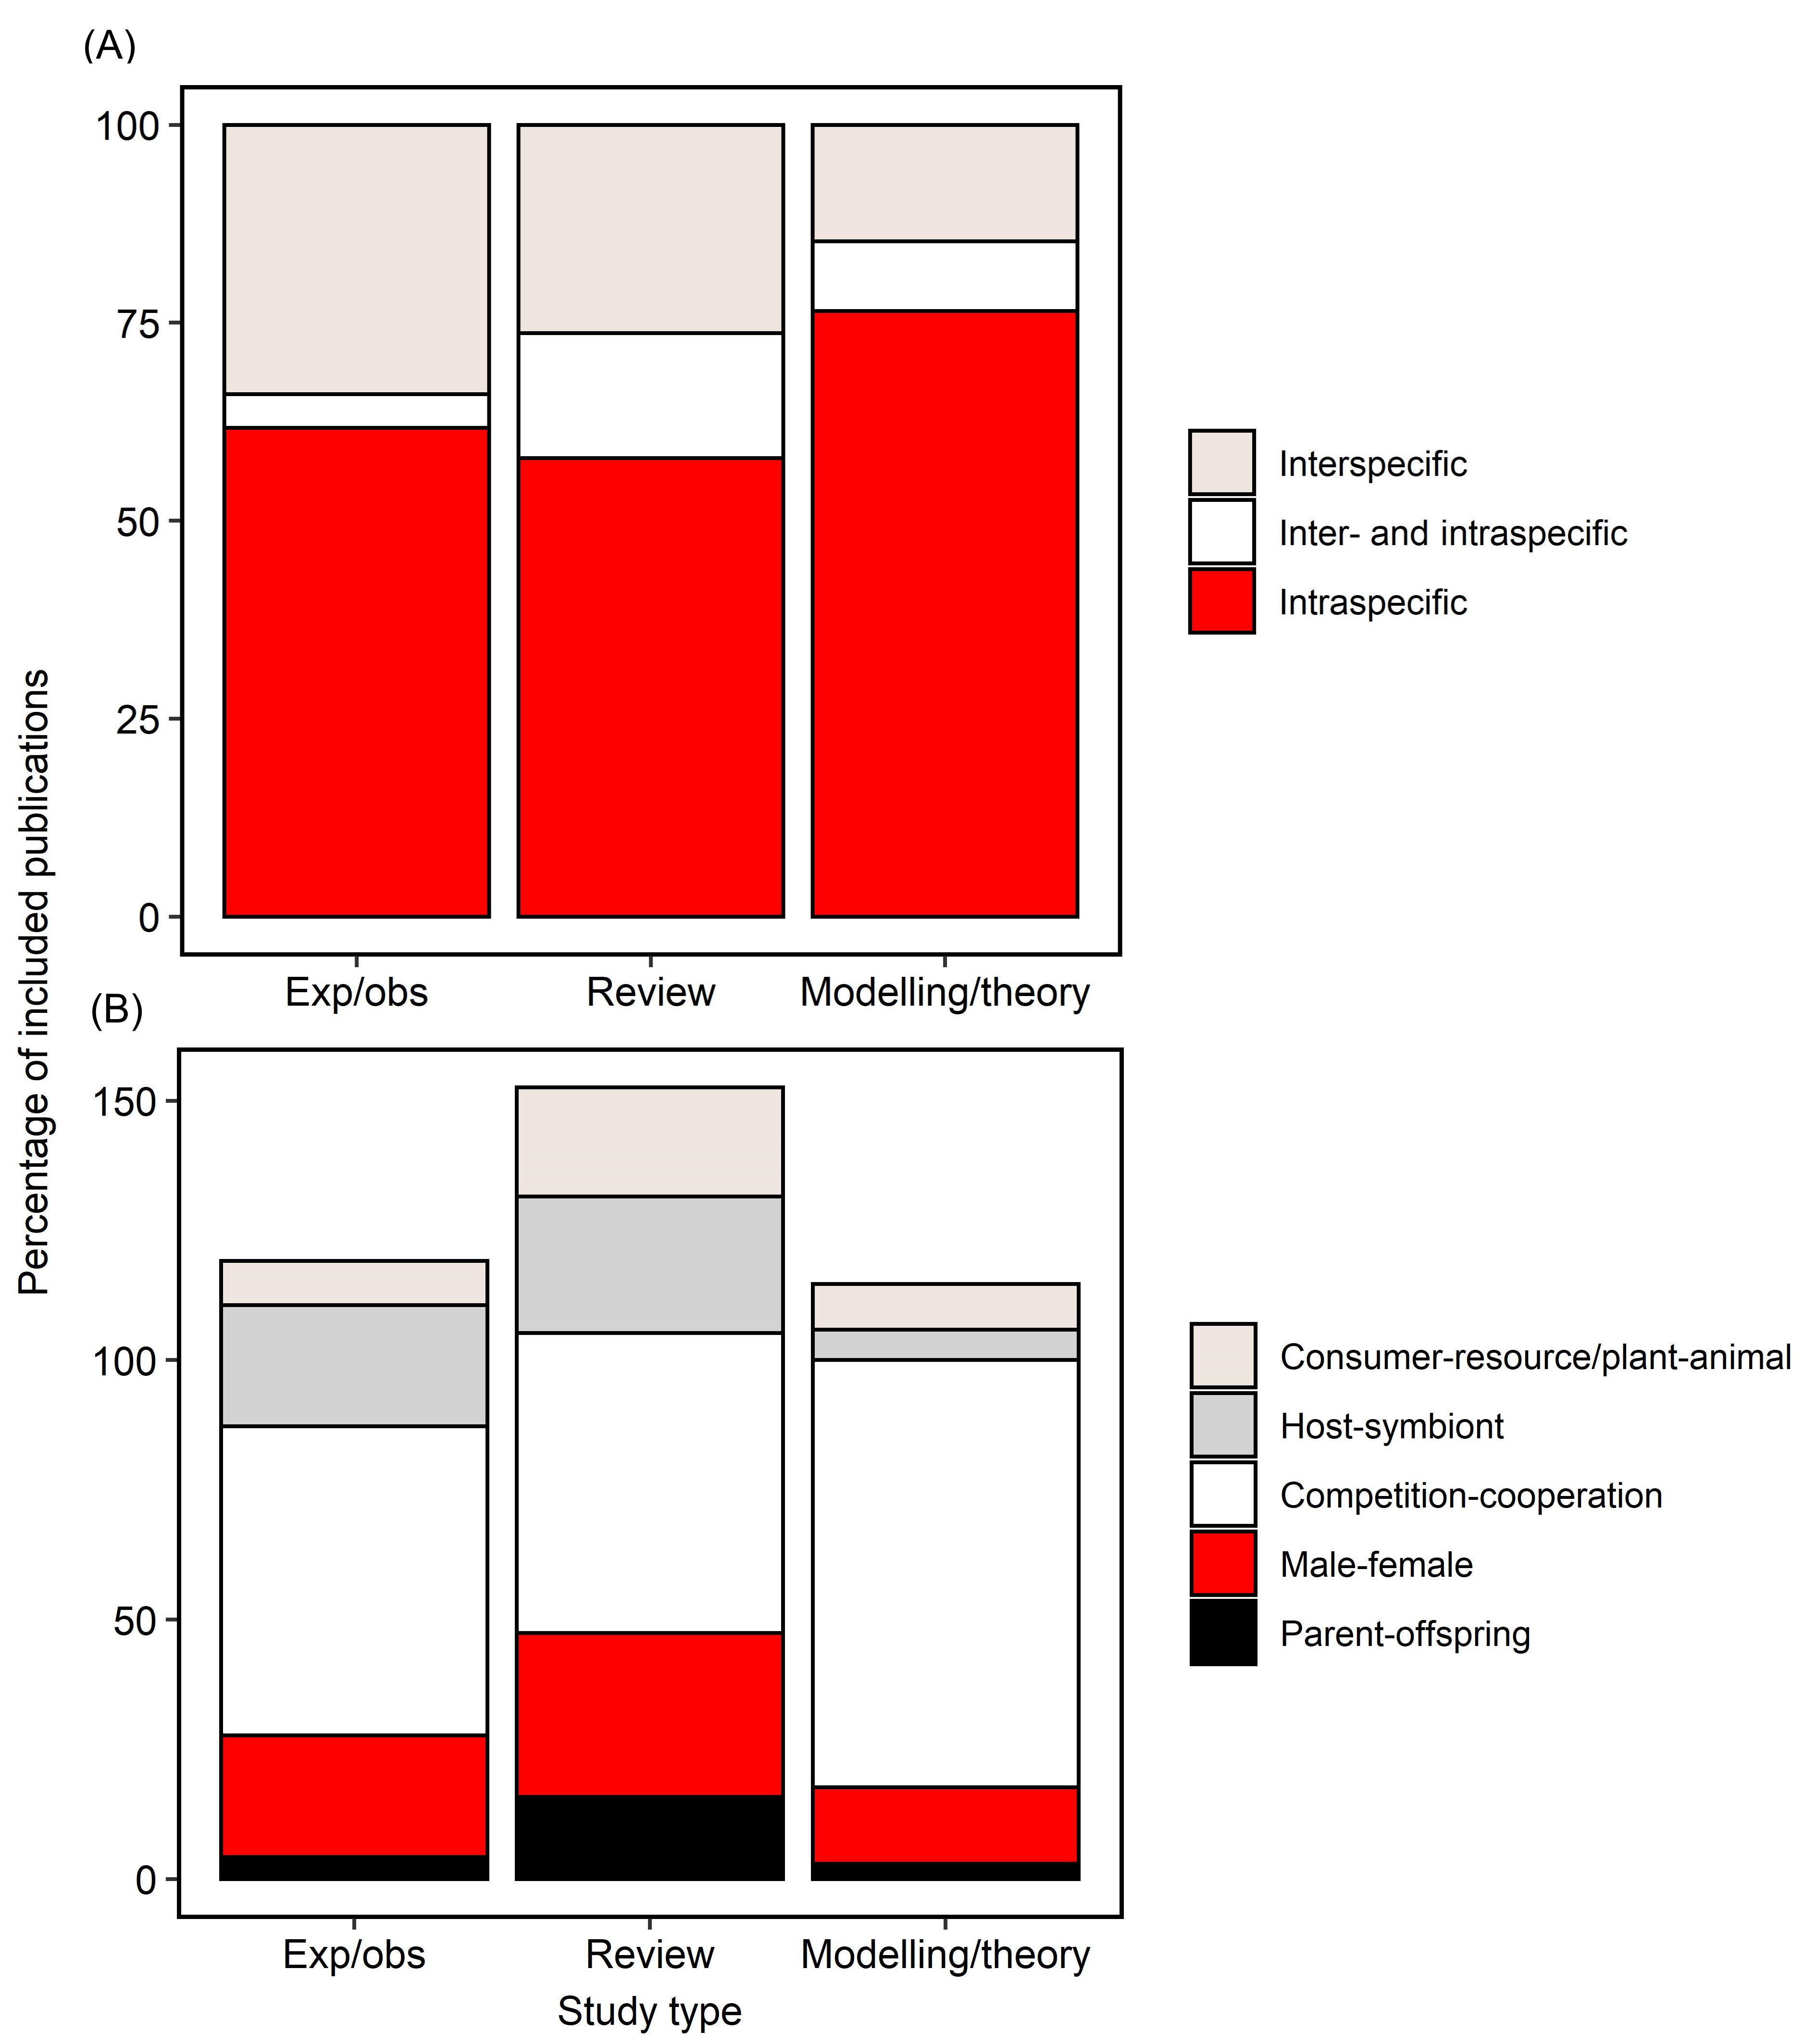 (A)
100
75
50
25
0
Exp/obs
Review
Modelling/theory
Interspecific
Inter- and intraspecific
Intraspecific
Percentage of included publications
(B)
150
100
50
0
Exp/obs
Review
Modelling/theory
Study type
Consumer-resource/plant-animal
Host-symbiont
Competition-cooperation
Male-female
Parent-offspring